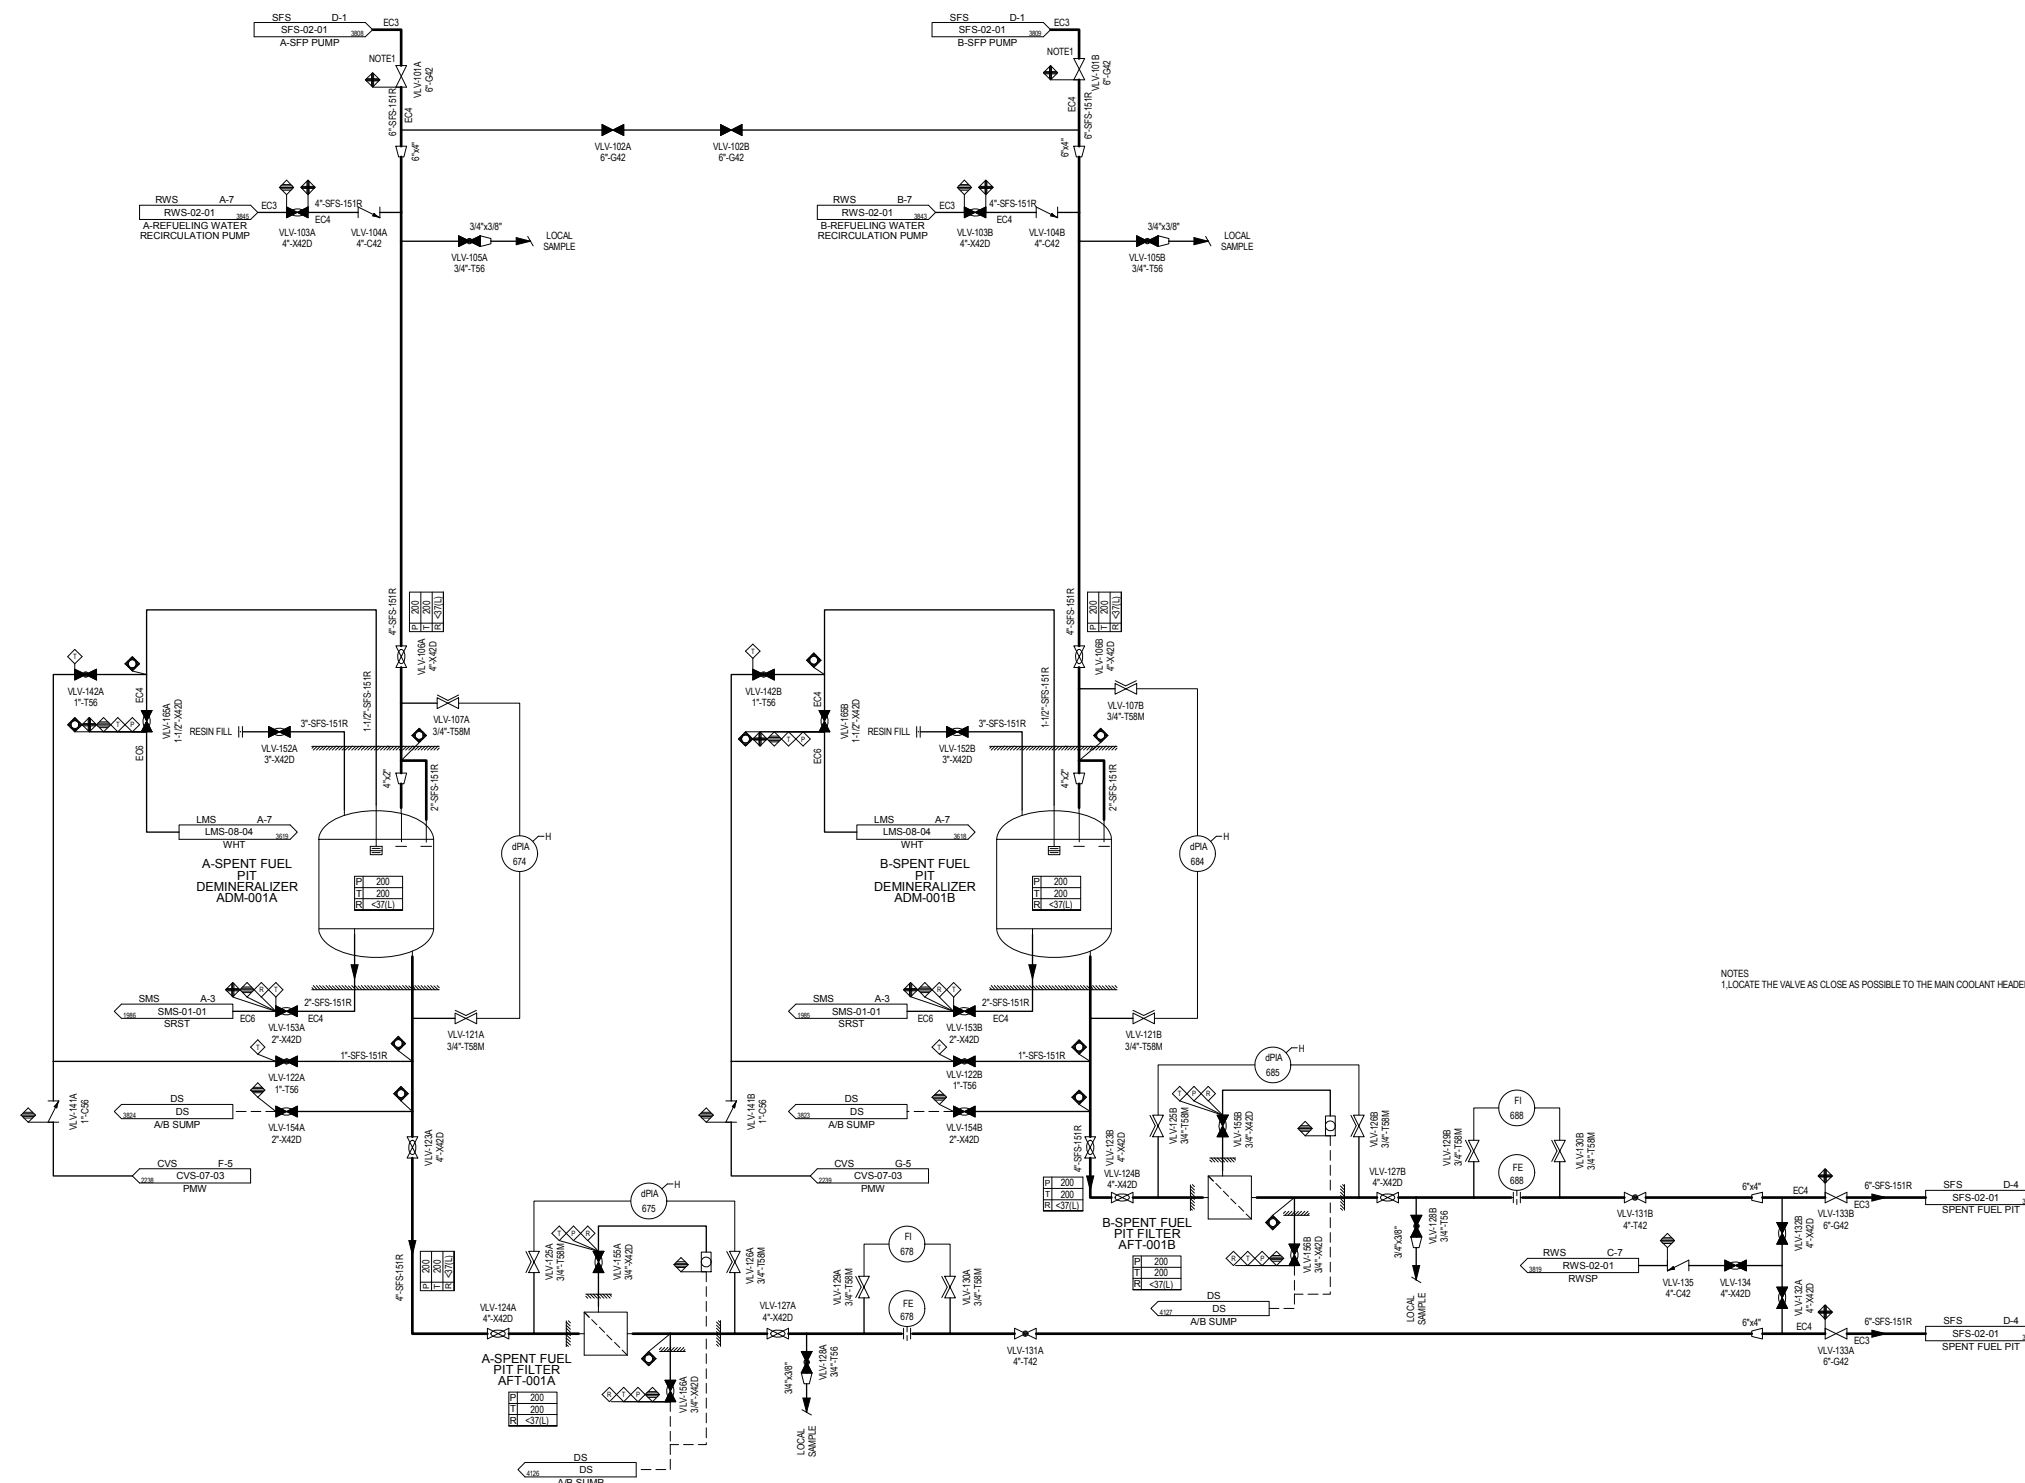 SFS D-1
SFS-02-01 3808
A-SFP PUMP
EC3
NOTE1
VLV-101A
6"-G42
6"-SFS-151R
EC4
SFS D-1
SFS-02-01 3809
B-SFP PUMP
EC3
NOTE1
VLV-101B
6"-G42
EC4
6"-SFS-151R
6"x4"
VLV-102A
6"-G42
VLV-102B
6"-G42
6"x4"
RWS A-7
RWS-02-01 3845
A-REFUELING WATER
RECIRCULATION PUMP
EC3
VLV-103A
4"-X42D
4"-SFS-151R
EC4
VLV-104A
4"-C42
3/4"x3/8"
VLV-105A
3/4"-T56
LOCAL
SAMPLE
RWS B-7
RWS-02-01 3843
B-REFUELING WATER
RECIRCULATION PUMP
EC3
VLV-103B
4"-X42D
4"-SFS-151R
EC4
VLV-104B
4"-C42
3/4"x3/8"
VLV-105B
3/4"-T56
LOCAL
SAMPLE
4"-SFS-151R
P 200
T 200
R <37(L)
VLV-106A
4"-X42D
4"-SFS-151R
P 200
T 200
R <37(L)
VLV-106B
4"-X42D
T
VLV-142A
1"-T56
EC4
VLV-165A
1-1/2"-X42D
T P
EC6
1-1/2"-SFS-151R
RESIN FILL
3"-SFS-151R
VLV-152A
3"-X42D
VLV-107A
3/4"-T58M
4"x2"
2"-SFS-151R
T
VLV-142B
1"-T56
EC4
VLV-165B
1-1/2"-X42D
T P
EC6
1-1/2"-SFS-151R
RESIN FILL
3"-SFS-151R
VLV-152B
3"-X42D
VLV-107B
3/4"-T58M
4"x2"
2"-SFS-151R
LMS A-7
LMS-08-04 3619
WHT
A-SPENT FUEL
PIT
DEMINERALIZER
ADM-001A
P 200
T 200
R <37(L)
dPIA
674
H
LMS A-7
LMS-08-04 3618
WHT
B-SPENT FUEL
PIT
DEMINERALIZER
ADM-001B
P 200
T 200
R <37(L)
dPIA
684
H
NOTES
1,LOCATE THE VALVE AS CLOSE AS POSSIBLE TO THE MAIN COOLANT HEADE
SMS A-3
1986 SMS-01-01
SRST
R T
EC6
VLV-153A
2"-X42D
2"-SFS-151R
EC4
VLV-121A
3/4"-T58M
SMS A-3
1985 SMS-01-01
SRST
R T
EC6
VLV-153B
2"-X42D
2"-SFS-151R
EC4
VLV-121B
3/4"-T58M
T
VLV-122A
1"-T56
1"-SFS-151R
T
VLV-122B
1"-T56
1"-SFS-151R
VLV-141A
1"-C56
DS
3824 DS
A/B SUMP
VLV-154A
2"-X42D
VLV-123A
4"-X42D
CVS F-5
2238 CVS-07-03
PMW
VLV-141B
1"-C56
DS
3823 DS
A/B SUMP
VLV-154B
2"-X42D
4"-SFS-151R
VLV-123B
4"-X42D
CVS G-5
2239 CVS-07-03
PMW
P 200
T 200
R <37(L)
VLV-124B
4"-X42D
dPIA
685
H
VLV-125B
3/4"-T58M
T P R
VLV-155B
3/4"-X42D
VLV-126B
3/4"-T58M
B-SPENT FUEL
PIT FILTER
AFT-001B
P 200
T 200
R <37(L)
R T P
VLV-156B
3/4"-X42D
DS
4127 DS
A/B SUMP
VLV-127B
4"-X42D
3/4"x3/8"
VLV-128B
3/4"-T56
LOCAL
SAMPLE
FI
688
FE
688
VLV-129B
3/4"-T58M
VLV-130B
3/4"-T58M
VLV-131B
4"-T42
6"x4"
EC4
VLV-133B
6"-G42
EC3
6"-SFS-151R
SFS D-4
SFS-02-01
SPENT FUEL PIT
VLV-132B
4"-X42D
RWS C-7
3819 RWS-02-01
RWSP
VLV-135
4"-C42
VLV-134
4"-X42D
VLV-132A
4"-X42D
4"-SFS-151R
P 200
T 200
R <37(L)
VLV-124A
4"-X42D
dPIA
675
H
VLV-125A
3/4"-T58M
T P R
VLV-155A
3/4"-X42D
VLV-126A
3/4"-T58M
A-SPENT FUEL
PIT FILTER
AFT-001A
P 200
T 200
R <37(L)
R T P
VLV-156A
3/4"-X42D
DS
4126 DS
A/B SUMP
VLV-127A
4"-X42D
3/4"x3/8"
VLV-128A
3/4"-T56
LOCAL
SAMPLE
FI
678
FE
678
VLV-129A
3/4"-T58M
VLV-130A
3/4"-T58M
VLV-131A
4"-T42
6"x4"
EC4
VLV-133A
6"-G42
EC3
6"-SFS-151R
SFS D-4
SFS-02-01
SPENT FUEL PIT